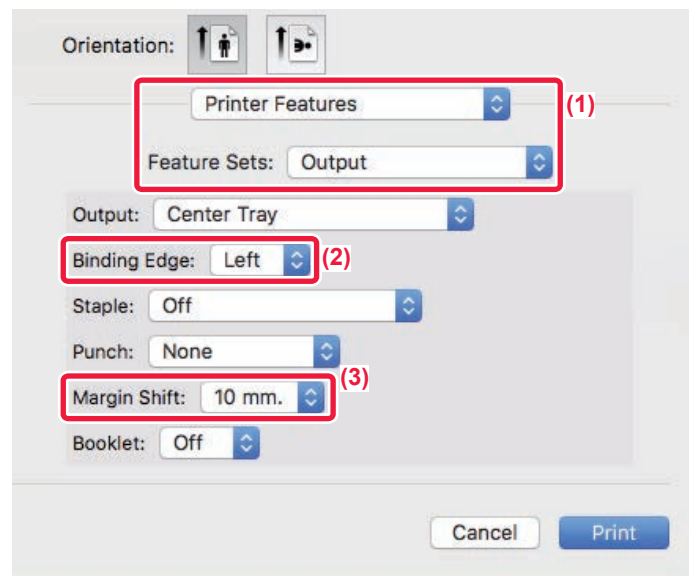 Orientation:
Printer Features
(1)
Feature Sets: Output
Output: Center Tray
Binding Edge: Left
(2)
Staple: Off
Punch: None
(3)
Margin Shift: 10 mm.
Booklet: Off
Cancel Print